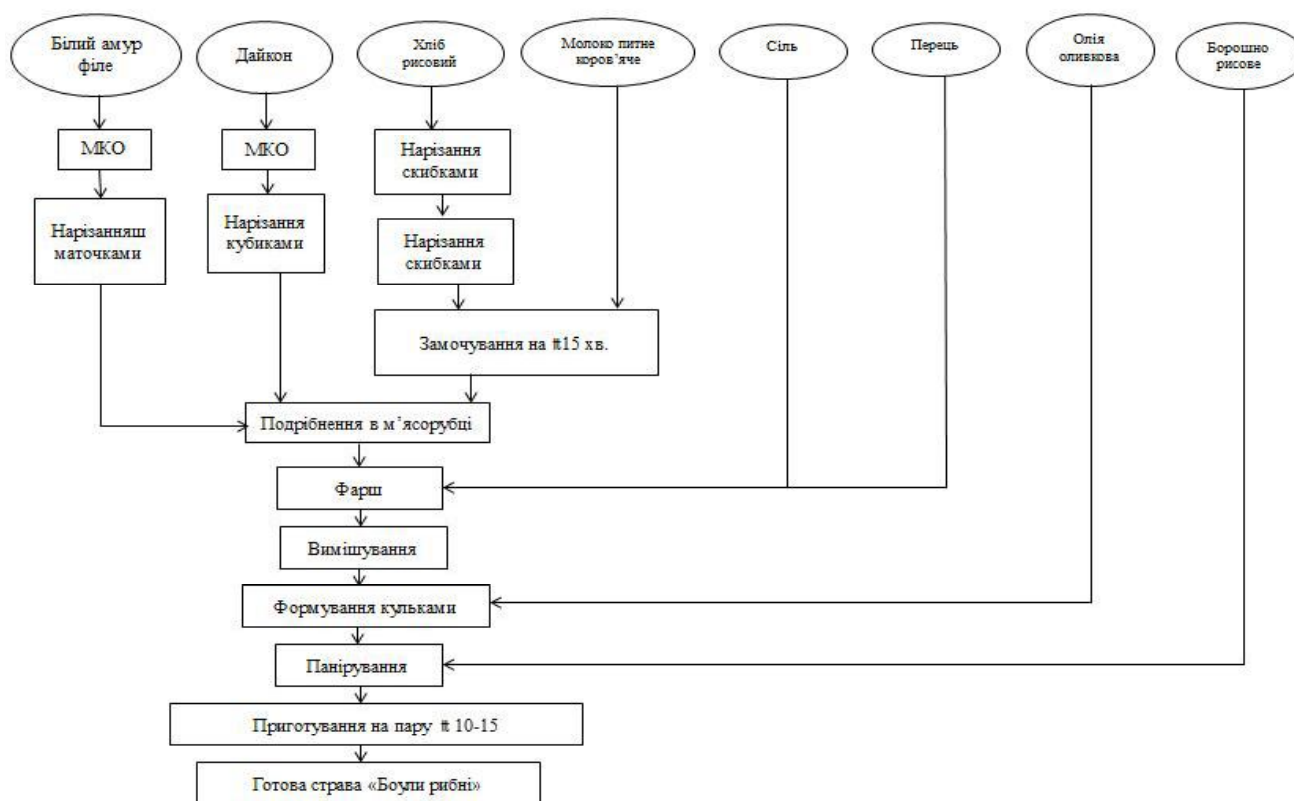 Білий амур
філе
Дайкон
Хліб
рисовий
Молоко питне
коров’яче
Сіль
Перець
Олія
оливкова
Борошно
рисове
МКО
МКО
Нарізання
скибками
Нарізанняш
маточками
Нарізання
кубиками
Нарізання
скибками
Замочування на ₶15 хв.
Подрібнення в м’ясорубці
Фарш
Вимішування
Формування кульками
Панірування
Приготування на пару ₶ 10-15
Готова страва «Боули рибні»